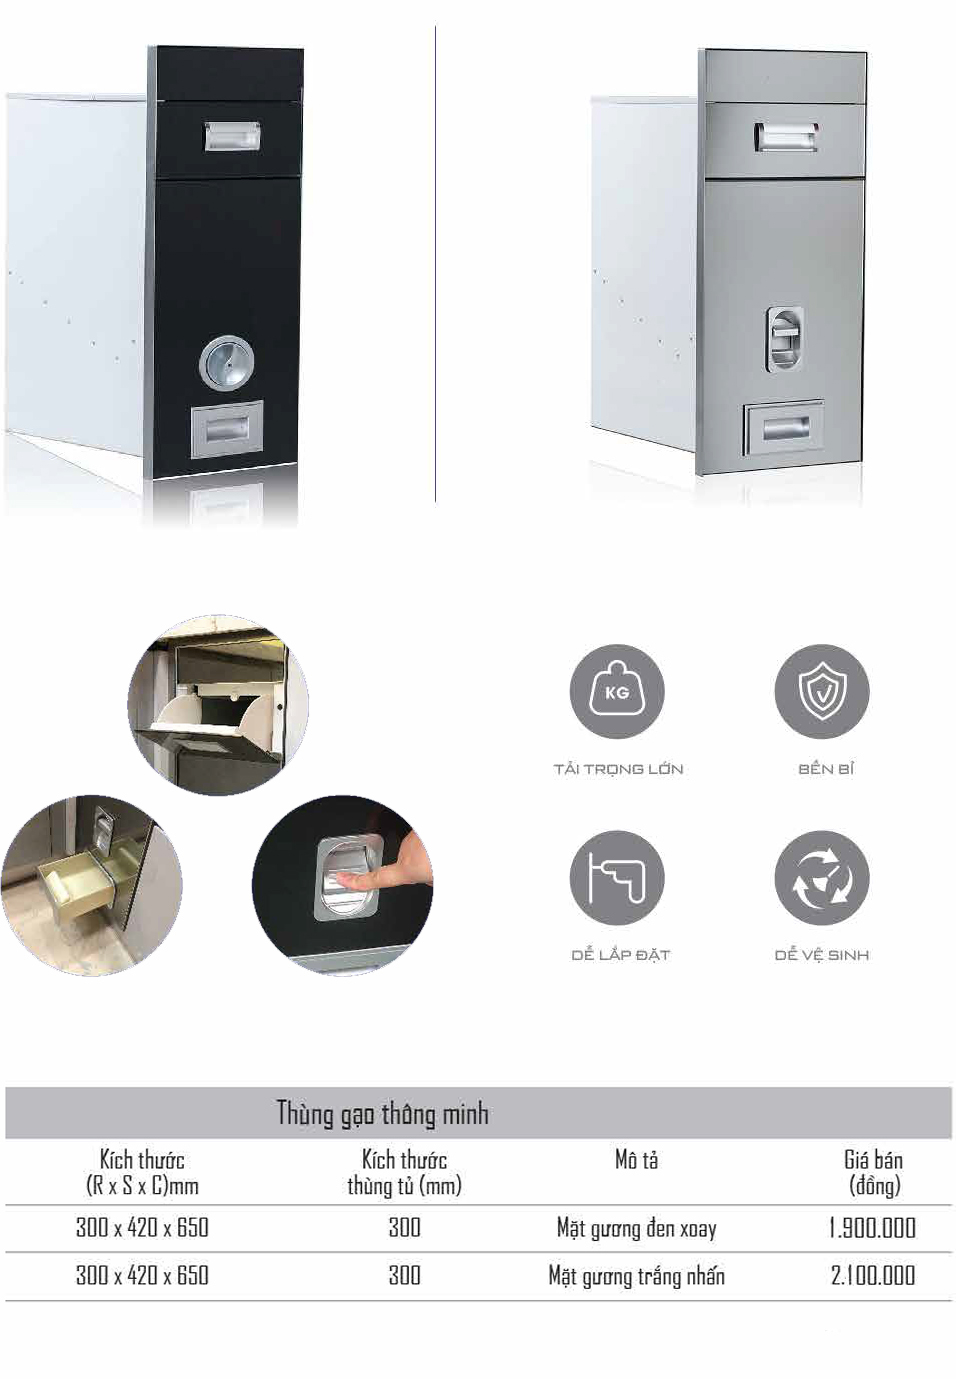 KG
TẢI TRỌNG LỚN
BỀN BỈ
DỄ LẮP ĐẶT
DỄ VỆ SINH
Thùng gạo thông minh
Kích thước
(R x S x C)mm
Kích thước
thùng tủ (mm)
Mô tả
Giá bán
(đồng)
300 x 420 x 650 300 Mặt gương đen xoay 1.900.000
300 x 420 x 650 300 Mặt gương trắng nhấn 2.100.000